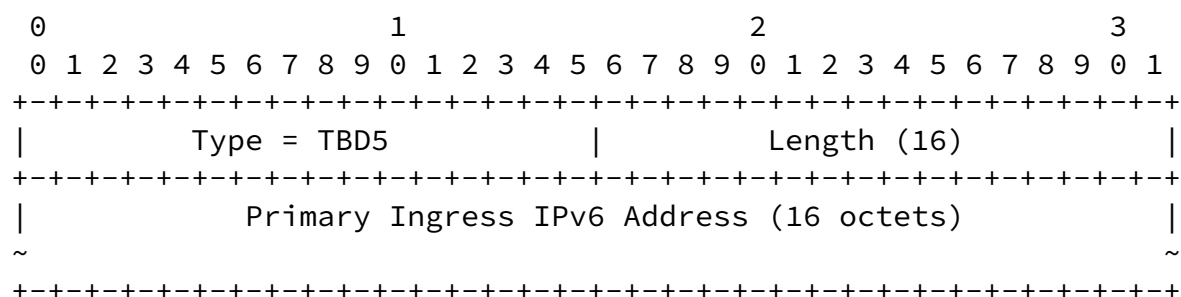 0                   1                   2                   3
 0 1 2 3 4 5 6 7 8 9 0 1 2 3 4 5 6 7 8 9 0 1 2 3 4 5 6 7 8 9 0 1
+-+-+-+-+-+-+-+-+-+-+-+-+-+-+-+-+-+-+-+-+-+-+-+-+-+-+-+-+-+-+-+-+
|         Type = TBD5           |         Length (16)           |
+-+-+-+-+-+-+-+-+-+-+-+-+-+-+-+-+-+-+-+-+-+-+-+-+-+-+-+-+-+-+-+-+
|            Primary Ingress IPv6 Address (16 octets)           |
~                                                               ~
+-+-+-+-+-+-+-+-+-+-+-+-+-+-+-+-+-+-+-+-+-+-+-+-+-+-+-+-+-+-+-+-+